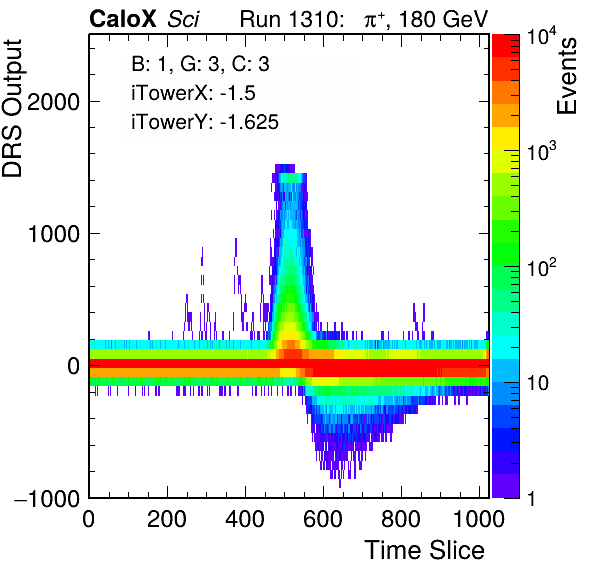 CaloX Sci Run 1310: π⁺, 180 GeV
B: 1, G: 3, C: 3
iTowerX: -1.5
iTowerY: -1.625
DRS Output
2000
1000
0
−1000
0 200 400 600 800 1000
Time Slice
Events
10⁴
10³
10²
10
1